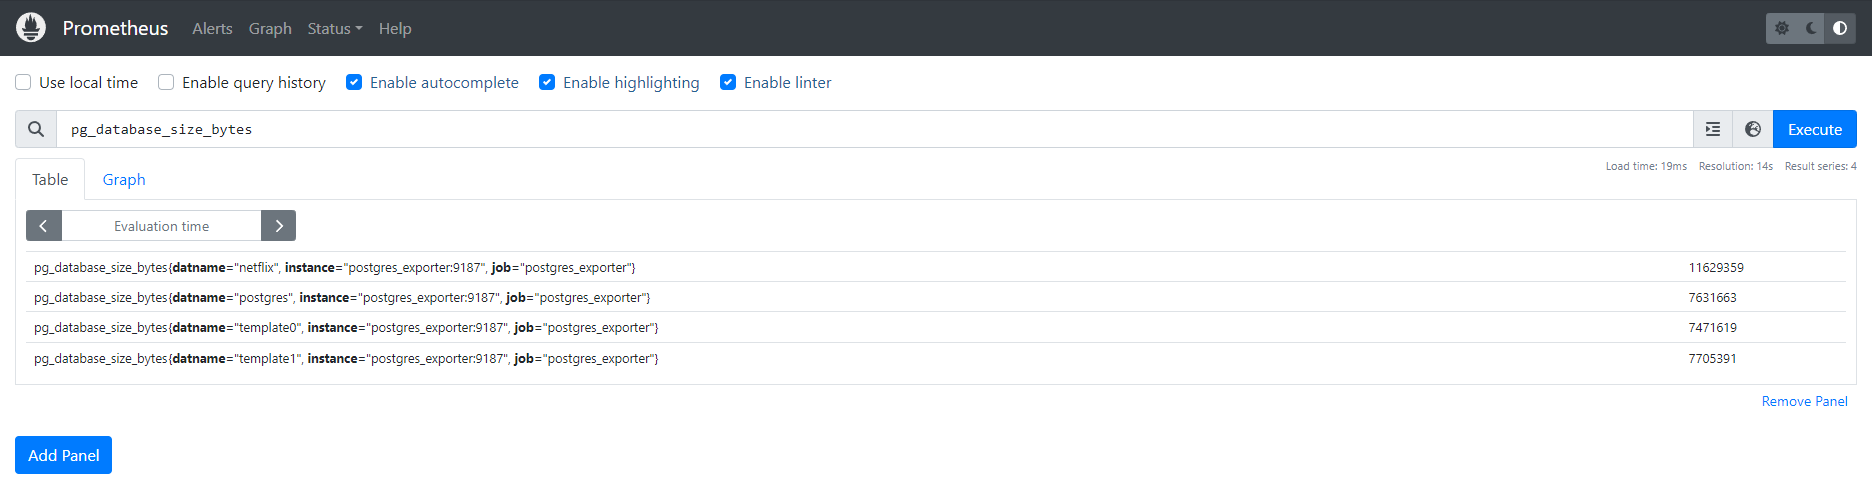 Prometheus Alerts Graph Status Help
Use local time Enable query history Enable autocomplete Enable highlighting Enable linter
pg_database_size_bytes Execute
Load time: 19ms Resolution: 14s Result series: 4
Table Graph
Evaluation time
pg_database_size_bytes{datname="netflix", instance="postgres_exporter:9187", job="postgres_exporter"} 11629359
pg_database_size_bytes{datname="postgres", instance="postgres_exporter:9187", job="postgres_exporter"} 7631663
pg_database_size_bytes{datname="template0", instance="postgres_exporter:9187", job="postgres_exporter"} 7471619
pg_database_size_bytes{datname="template1", instance="postgres_exporter:9187", job="postgres_exporter"} 7705391
Remove Panel
Add Panel